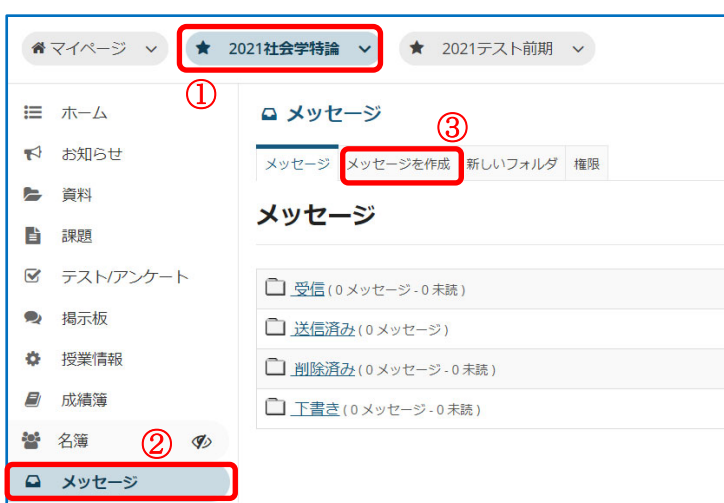 マイページ
2021社会学特論
2021テスト前期
①
ホーム
お知らせ
資料
課題
テスト/アンケート
掲示板
授業情報
成績簿
名簿
②
メッセージ
メッセージ
③
メッセージ メッセージを作成 新しいフォルダ 権限
メッセージ
受信 ( 0 メッセージ - 0 未読 )
送信済み ( 0 メッセージ )
削除済み ( 0 メッセージ - 0 未読 )
下書き ( 0 メッセージ - 0 未読 )